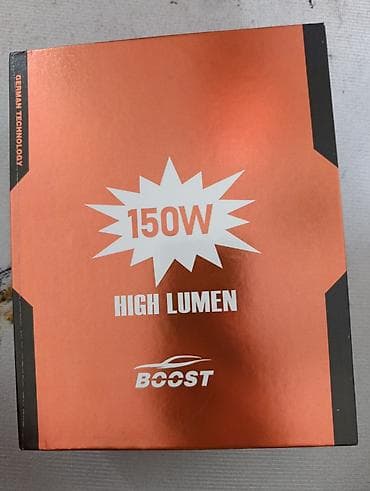 GERMAN TECHNOLOGY
150W
HIGH LUMEN
BOOST